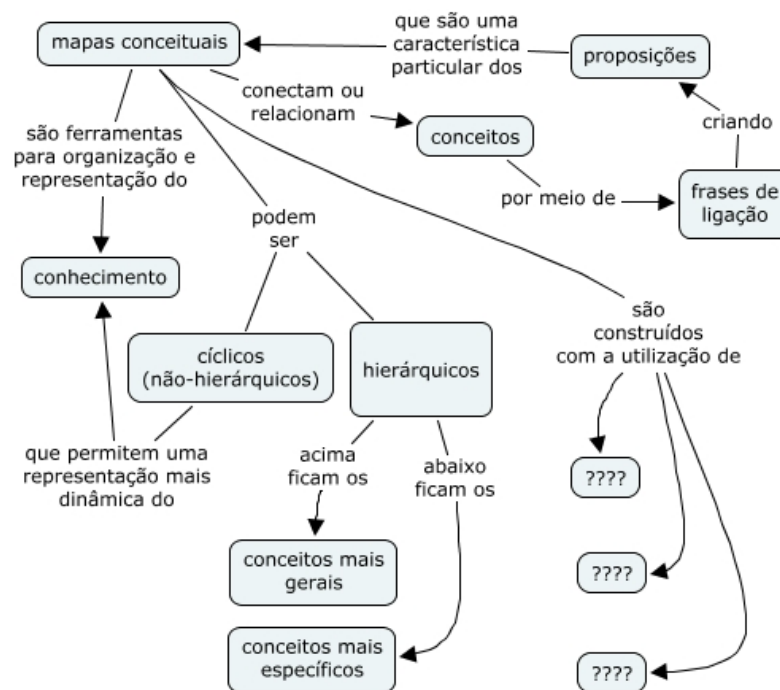 mapas conceituais
que são uma
característica
particular dos
proposições
conectam ou
relacionam
conceitos
criando
por meio de
frases de
ligação
são ferramentas
para organização e
representação do
conhecimento
podem
ser
cíclicos
(não-hierárquicos)
hierárquicos
que permitem uma
representação mais
dinâmica do
acima
ficam os
abaixo
ficam os
conceitos mais
gerais
conceitos mais
específicos
são
construídos
com a utilização de
????
????
????